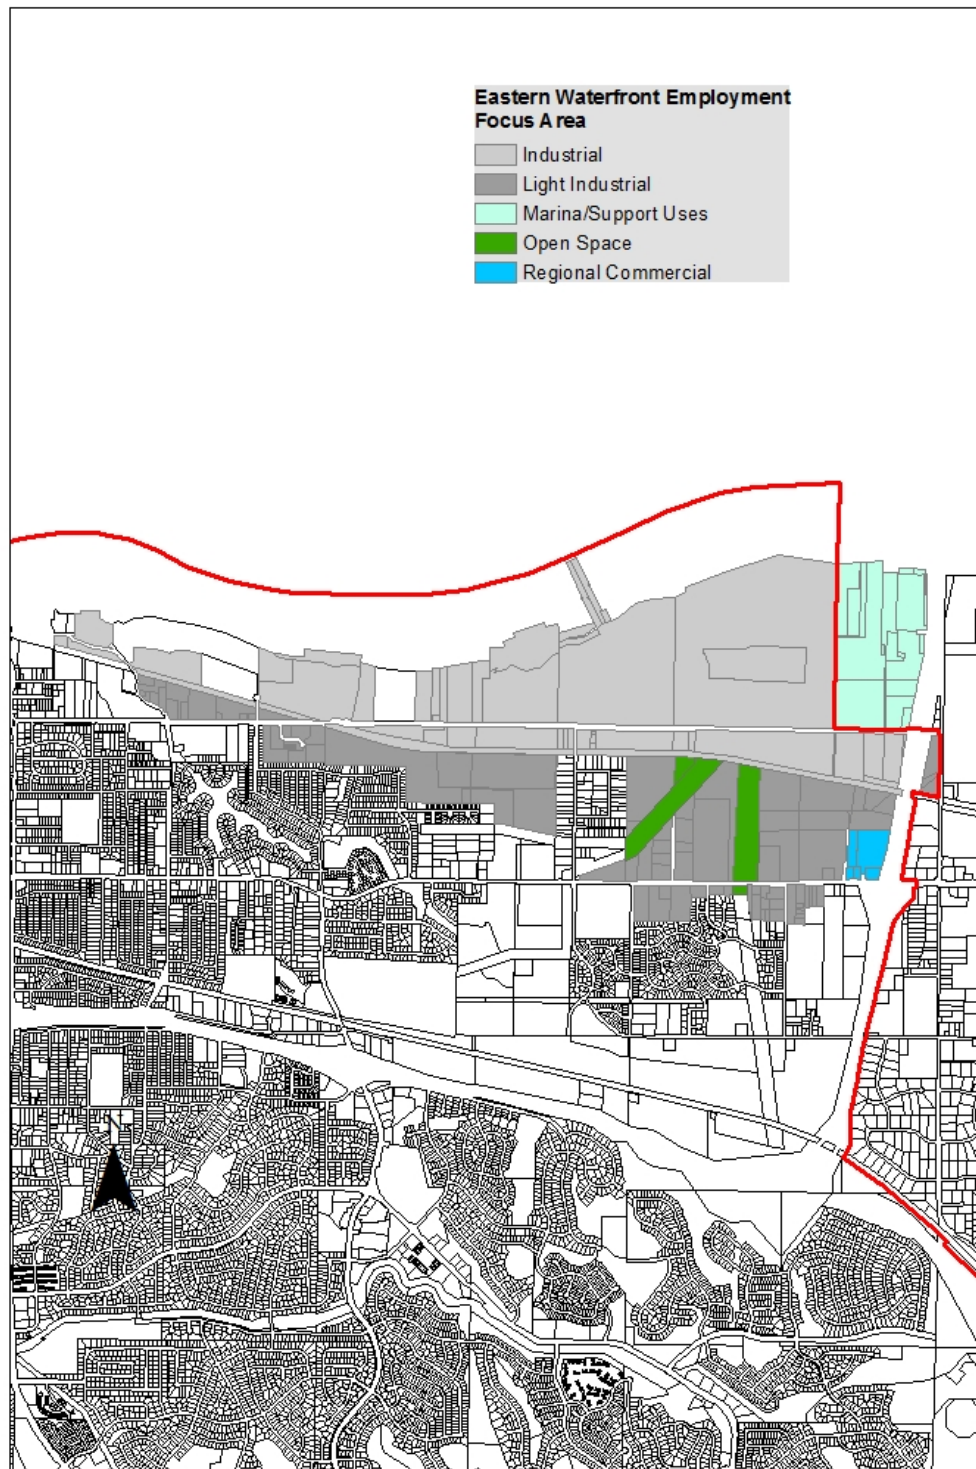 Eastern Waterfront Employment
Focus Area
Industrial
Light Industrial
Marina/Support Uses
Open Space
Regional Commercial
N